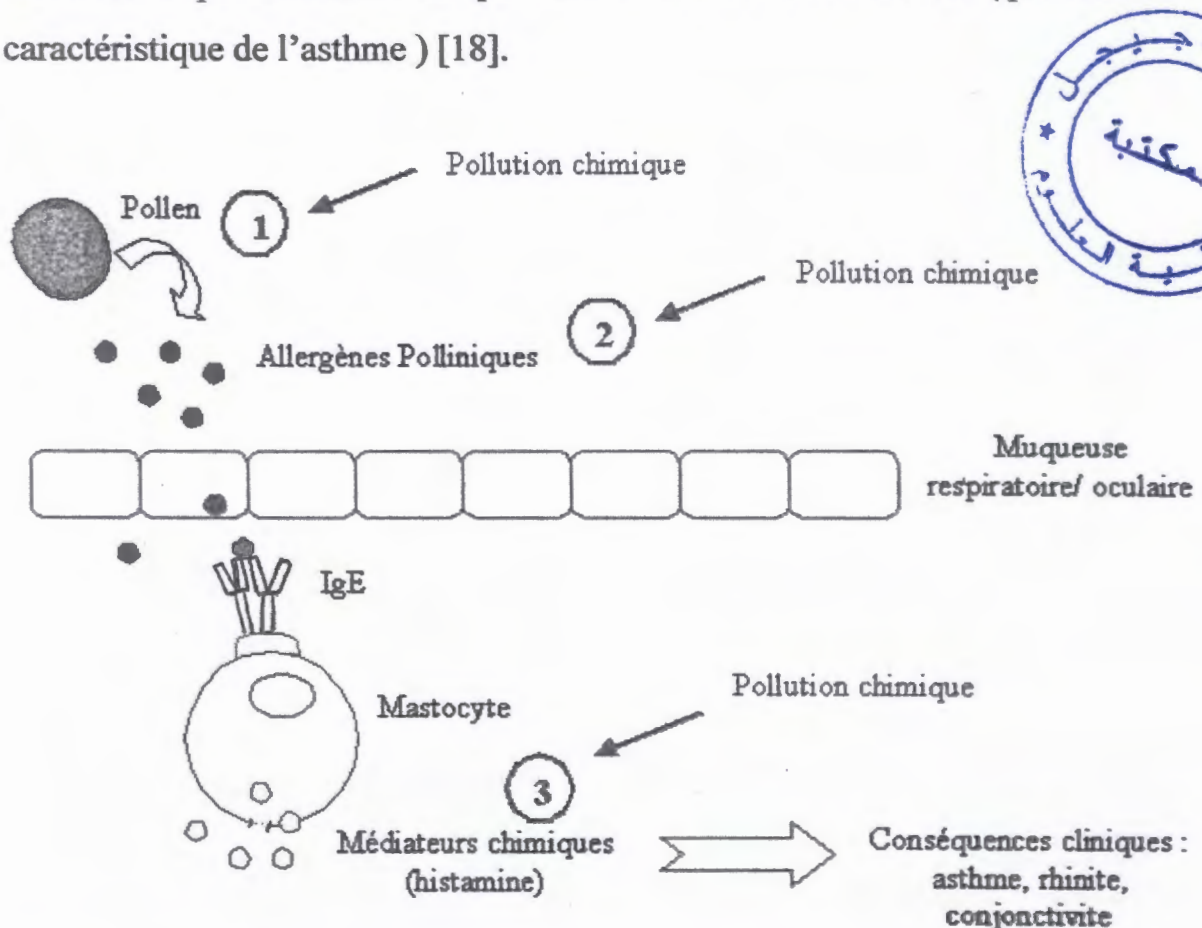 caractéristique de l'asthme ) [18].
Pollution chimique
Pollen
1
Pollution chimique
2
Allergènes Polliniques
Muqueuse
respiratoire/ oculaire
IgE
Pollution chimique
Mastocyte
3
Médiateurs chimiques
(histamine)
Conséquences cliniques :
asthme, rhinite,
conjonctivite